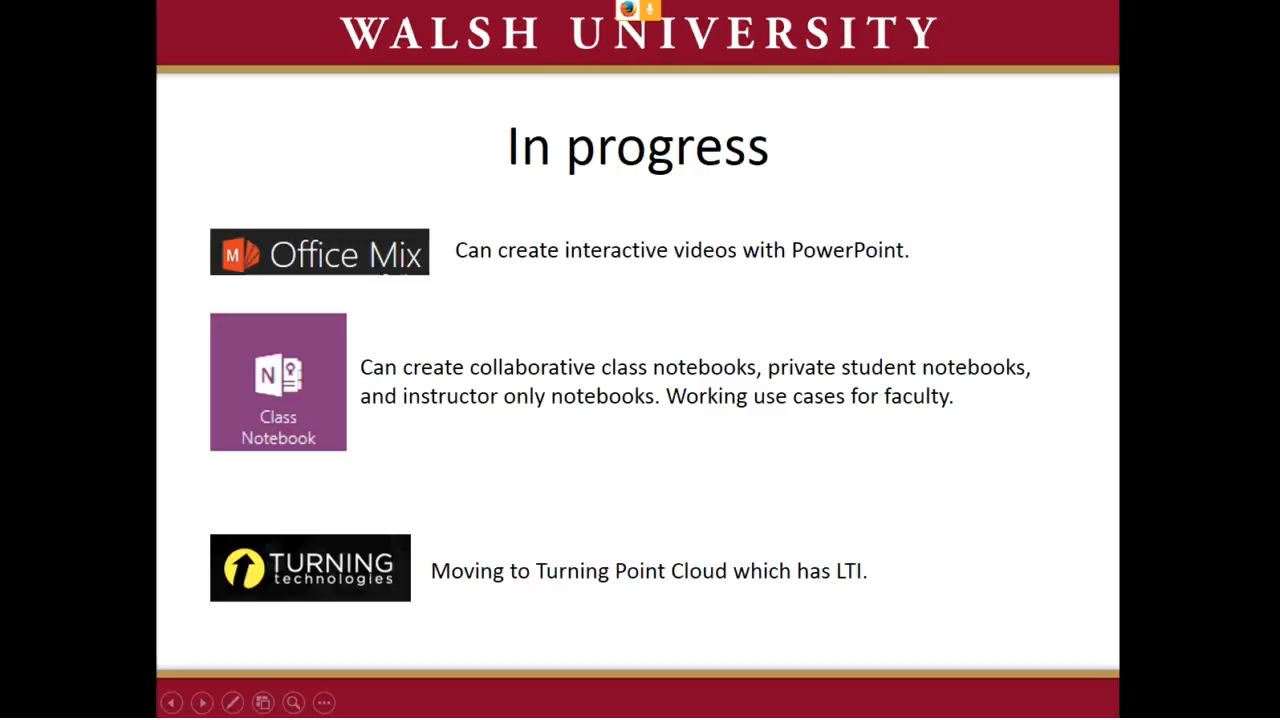 WALSH UNIVERSITY
In progress
M Office Mix
Can create interactive videos with PowerPoint.
N
Class
Notebook
Can create collaborative class notebooks, private student notebooks,
and instructor only notebooks. Working use cases for faculty.
TURNING
technologies
Moving to Turning Point Cloud which has LTI.